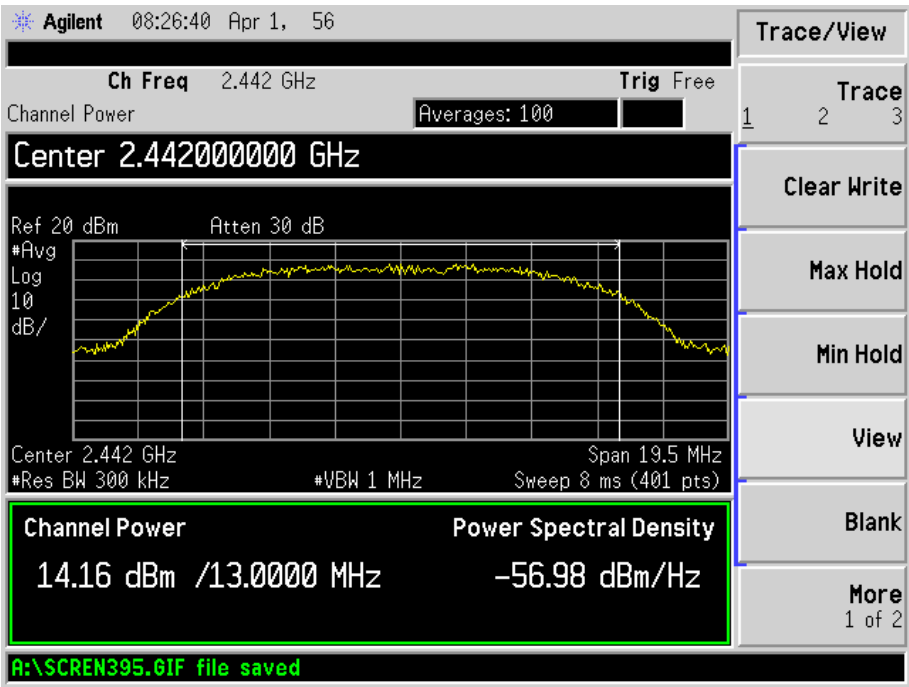 Agilent 08:26:40 Apr 1, 56
Trace/View
Ch Freq 2.442 GHz Trig Free
Channel Power Averages: 100
Trace
1 2 3
Center 2.442000000 GHz
Clear Write
Ref 20 dBm Atten 30 dB
#Avg
Log
10
dB/
Max Hold
Min Hold
Center 2.442 GHz Span 19.5 MHz
#Res BW 300 kHz #VBW 1 MHz Sweep 8 ms (401 pts)
View
Channel Power Power Spectral Density
14.16 dBm /13.0000 MHz -56.98 dBm/Hz
Blank
More
1 of 2
A:\SCREN395.GIF file saved